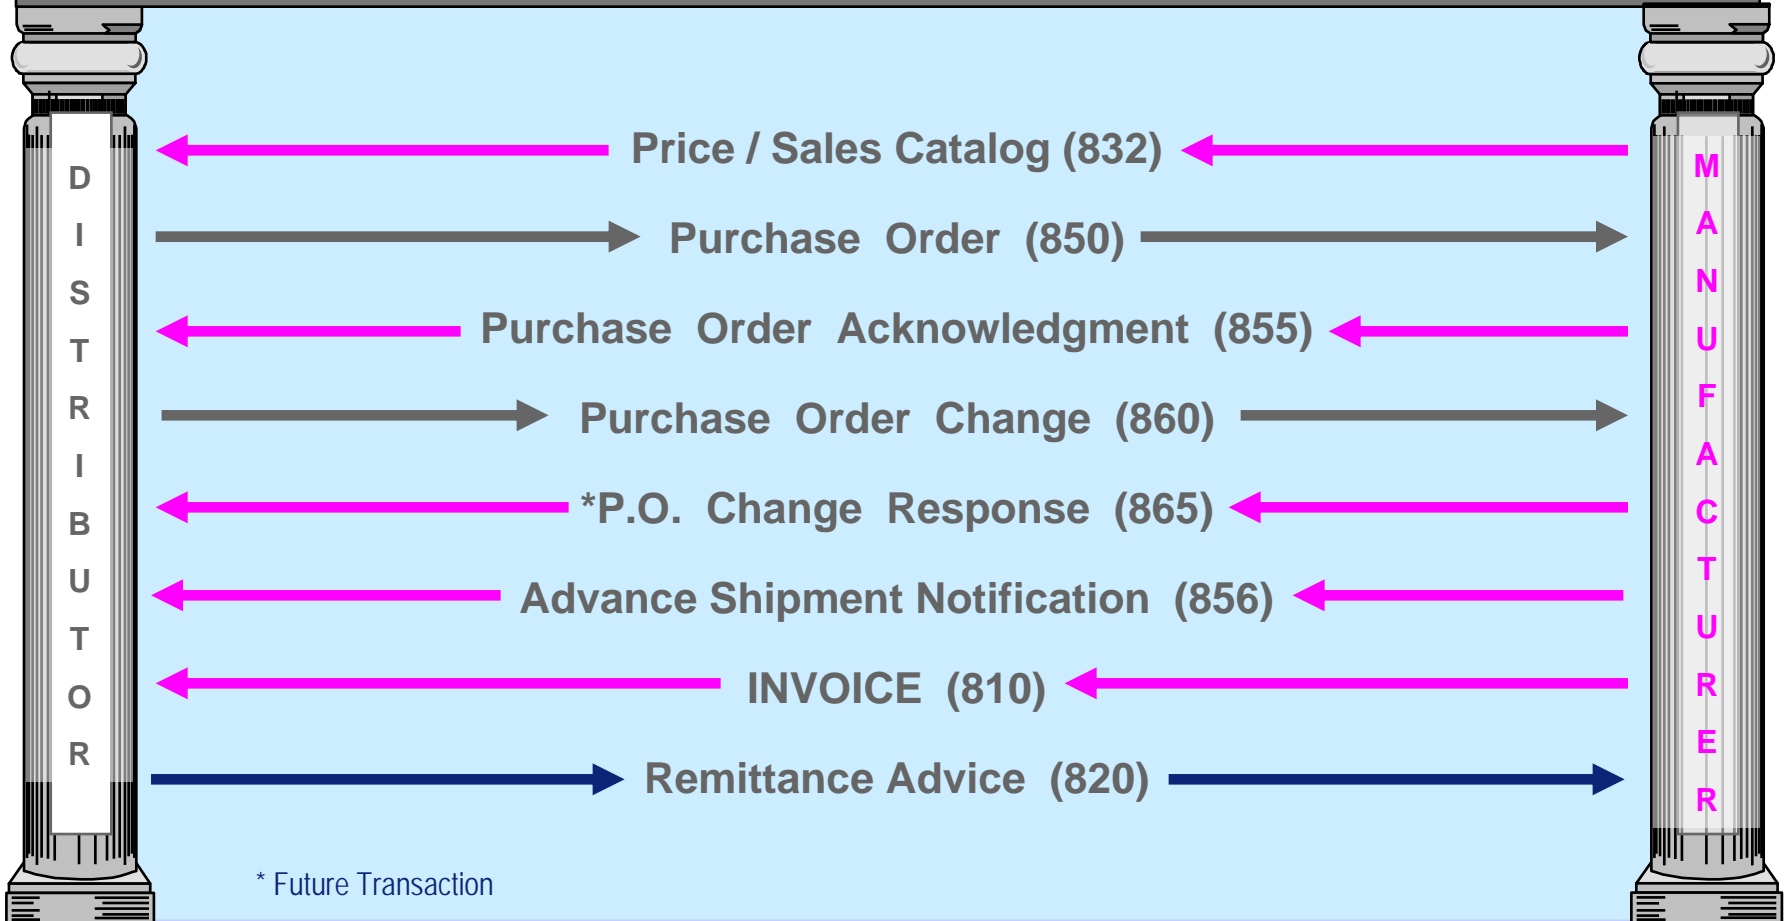 DISTRIBUTOR
Price / Sales Catalog (832)
Purchase Order (850)
Purchase Order Acknowledgment (855)
Purchase Order Change (860)
*P.O. Change Response (865)
Advance Shipment Notification (856)
INVOICE (810)
Remittance Advice (820)
MANUFACTURER
* Future Transaction